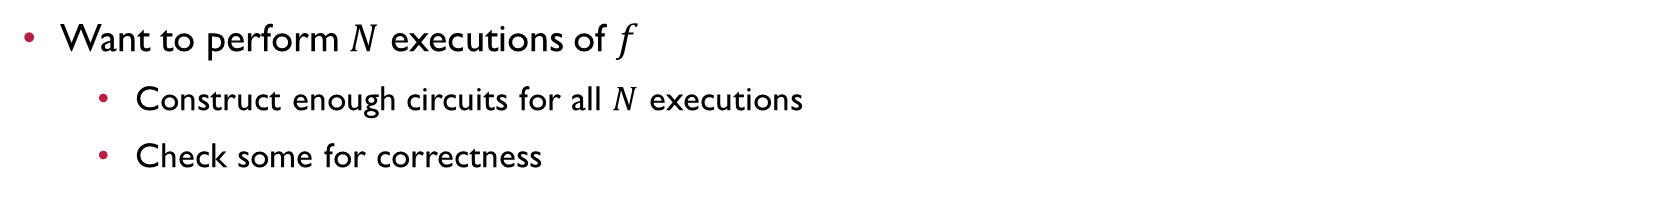 • Want to perform N executions of f
• Construct enough circuits for all N executions
• Check some for correctness